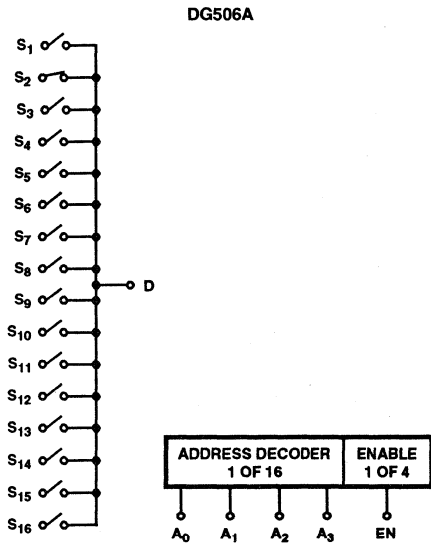 DG506A
S1
S2
S3
S4
S5
S6
S7
S8
D
S9
S10
S11
S12
S13
S14
S15
S16
ADDRESS DECODER
1 OF 16
ENABLE
1 OF 4
A0 A1 A2 A3 EN